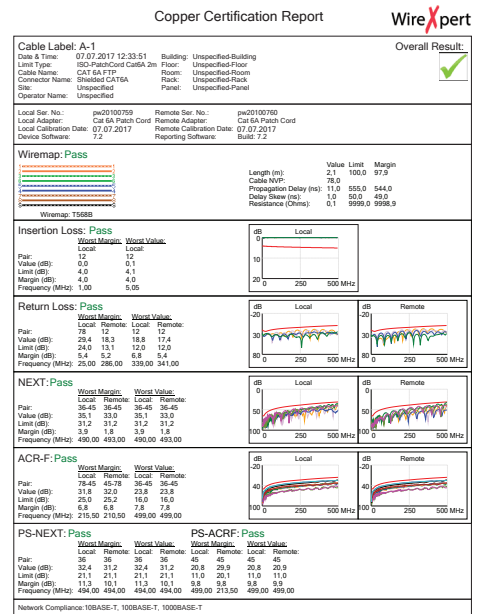 Copper Certification Report
WireXpert
Cable Label: A-1
Overall Result:
Date & Time: 07.07.2017 12:33:51 Building: Unspecified-Building
Limit Type: ISO-PatchCord Cat6A 2m Floor: Unspecified-Floor
Cable Name: CAT 6A FTP Room: Unspecified-Room
Connector Name: Shielded CAT6A Rack: Unspecified-Rack
Site: Unspecified Panel: Unspecified-Panel
Operator Name: Unspecified
Local Ser. No.: pw20100759 Remote Ser. No.: pw20100760
Local Adapter: Cat 6A Patch Cord Remote Adapter: Cat 6A Patch Cord
Local Calibration Date: 07.07.2017 Remote Calibration Date: 07.07.2017
Device Software: 7.2 Reporting Software: Build: 7.2
Wiremap: Pass
Value Limit Margin
Length (m): 2,1 100,0 97,9
Cable NVP: 78,0
Propagation Delay (ns): 11,0 555,0 544,0
Delay Skew (ns): 1,0 50,0 49,0
Resistance (Ohms): 0,1 9999,0 9998,9
Wiremap: T568B
Insertion Loss: Pass
Worst Margin: Worst Value:
Local: Local:
Pair: 12 12
Value (dB): 0,0 0,1
Limit (dB): 4,0 4,1
Margin (dB): 4,0 4,0
Frequency (MHz): 1,00 5,05
dB Local
0
10
20
0 250 500 MHz
Return Loss: Pass
Worst Margin: Worst Value:
Local: Remote: Local: Remote:
Pair: 78 12 12 12
Value (dB): 29,4 18,3 18,8 17,4
Limit (dB): 24,0 13,1 12,0 12,0
Margin (dB): 5,4 5,2 6,8 5,4
Frequency (MHz): 25,00 286,00 339,00 341,00
dB Local dB Remote
-20 -20
30 30
80 80
0 250 500 MHz 0 250 500 MHz
NEXT: Pass
Worst Margin: Worst Value:
Local: Remote: Local: Remote:
Pair: 36-45 36-45 36-45 36-45
Value (dB): 35,1 33,0 35,1 33,0
Limit (dB): 31,2 31,2 31,2 31,2
Margin (dB): 3,9 1,8 3,9 1,8
Frequency (MHz): 490,00 493,00 490,00 493,00
dB Local dB Remote
0 0
50 50
100 100
0 250 500 MHz 0 250 500 MHz
ACR-F: Pass
Worst Margin: Worst Value:
Local: Remote: Local: Remote:
Pair: 78-45 45-78 36-45 36-45
Value (dB): 31,8 32,0 23,8 23,8
Limit (dB): 25,0 25,2 16,0 16,0
Margin (dB): 6,8 6,8 7,8 7,8
Frequency (MHz): 215,50 210,50 499,00 499,00
dB Local dB Remote
-20 -20
40 40
100 100
0 250 500 MHz 0 250 500 MHz
PS-NEXT: Pass PS-ACRF: Pass
Worst Margin: Worst Value: Worst Margin: Worst Value:
Local: Remote: Local: Remote: Local: Remote: Local: Remote:
Pair: 36 36 36 36 45 45 45 45
Value (dB): 32,4 31,2 32,4 31,2 20,8 29,9 20,8 20,9
Limit (dB): 21,1 21,1 21,1 21,1 11,0 20,1 11,0 11,0
Margin (dB): 11,3 10,1 11,3 10,1 9,8 9,8 9,8 9,9
Frequency (MHz): 494,00 494,00 494,00 494,00 499,00 213,50 499,00 499,00
Network Compliance:10BASE-T, 100BASE-T, 1000BASE-T